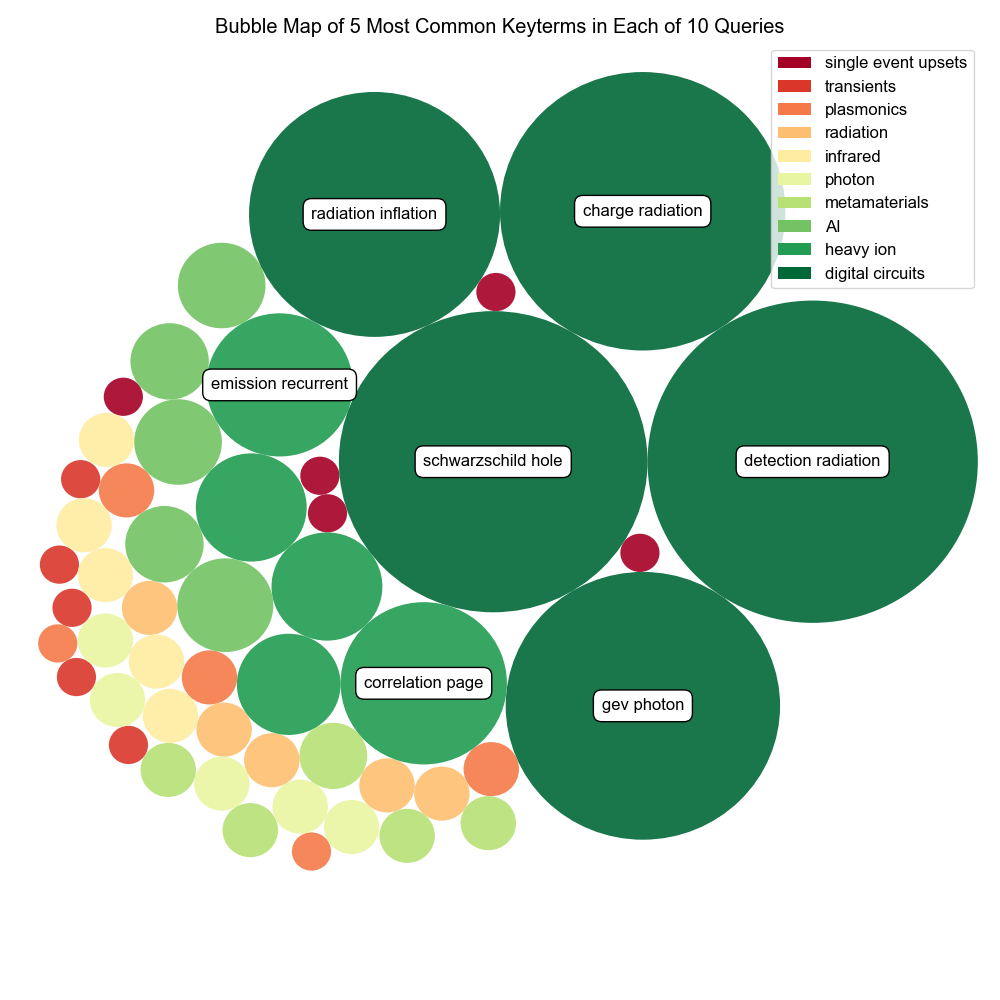 Bubble Map of 5 Most Common Keyterms in Each of 10 Queries
single event upsets
transients
plasmonics
radiation
infrared
photon
metamaterials
AI
heavy ion
digital circuits
radiation inflation
charge radiation
emission recurrent
schwarzschild hole
detection radiation
correlation page
gev photon